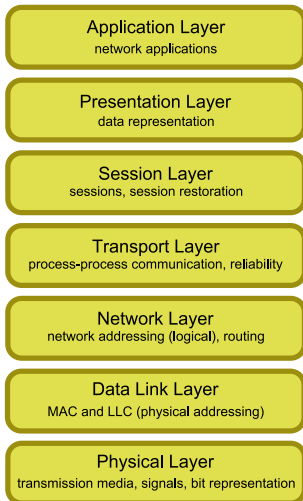 Application Layer
network applications
Presentation Layer
data representation
Session Layer
sessions, session restoration
Transport Layer
process-process communication, reliability
Network Layer
network addressing (logical), routing
Data Link Layer
MAC and LLC (physical addressing)
Physical Layer
transmission media, signals, bit representation